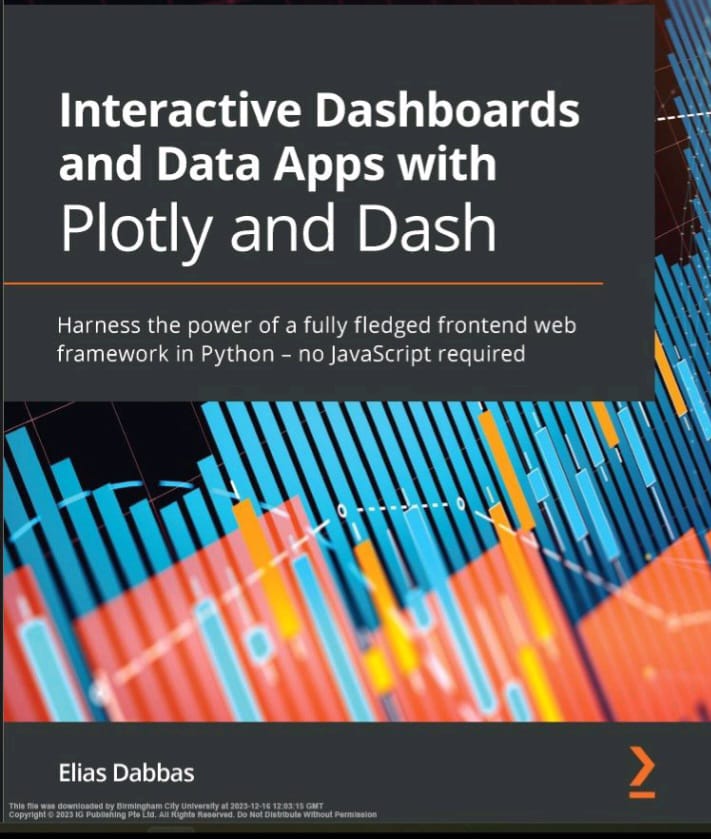 Interactive Dashboards
and Data Apps with
Plotly and Dash
Harness the power of a fully fledged frontend web
framework in Python – no JavaScript required
Elias Dabbas
This file was downloaded by Birmingham City University at 2023-12-16 12:03:15 GMT
Copyright © 2023 IG Publishing Pte Ltd. All Rights Reserved. Do Not Distribute Without Permission